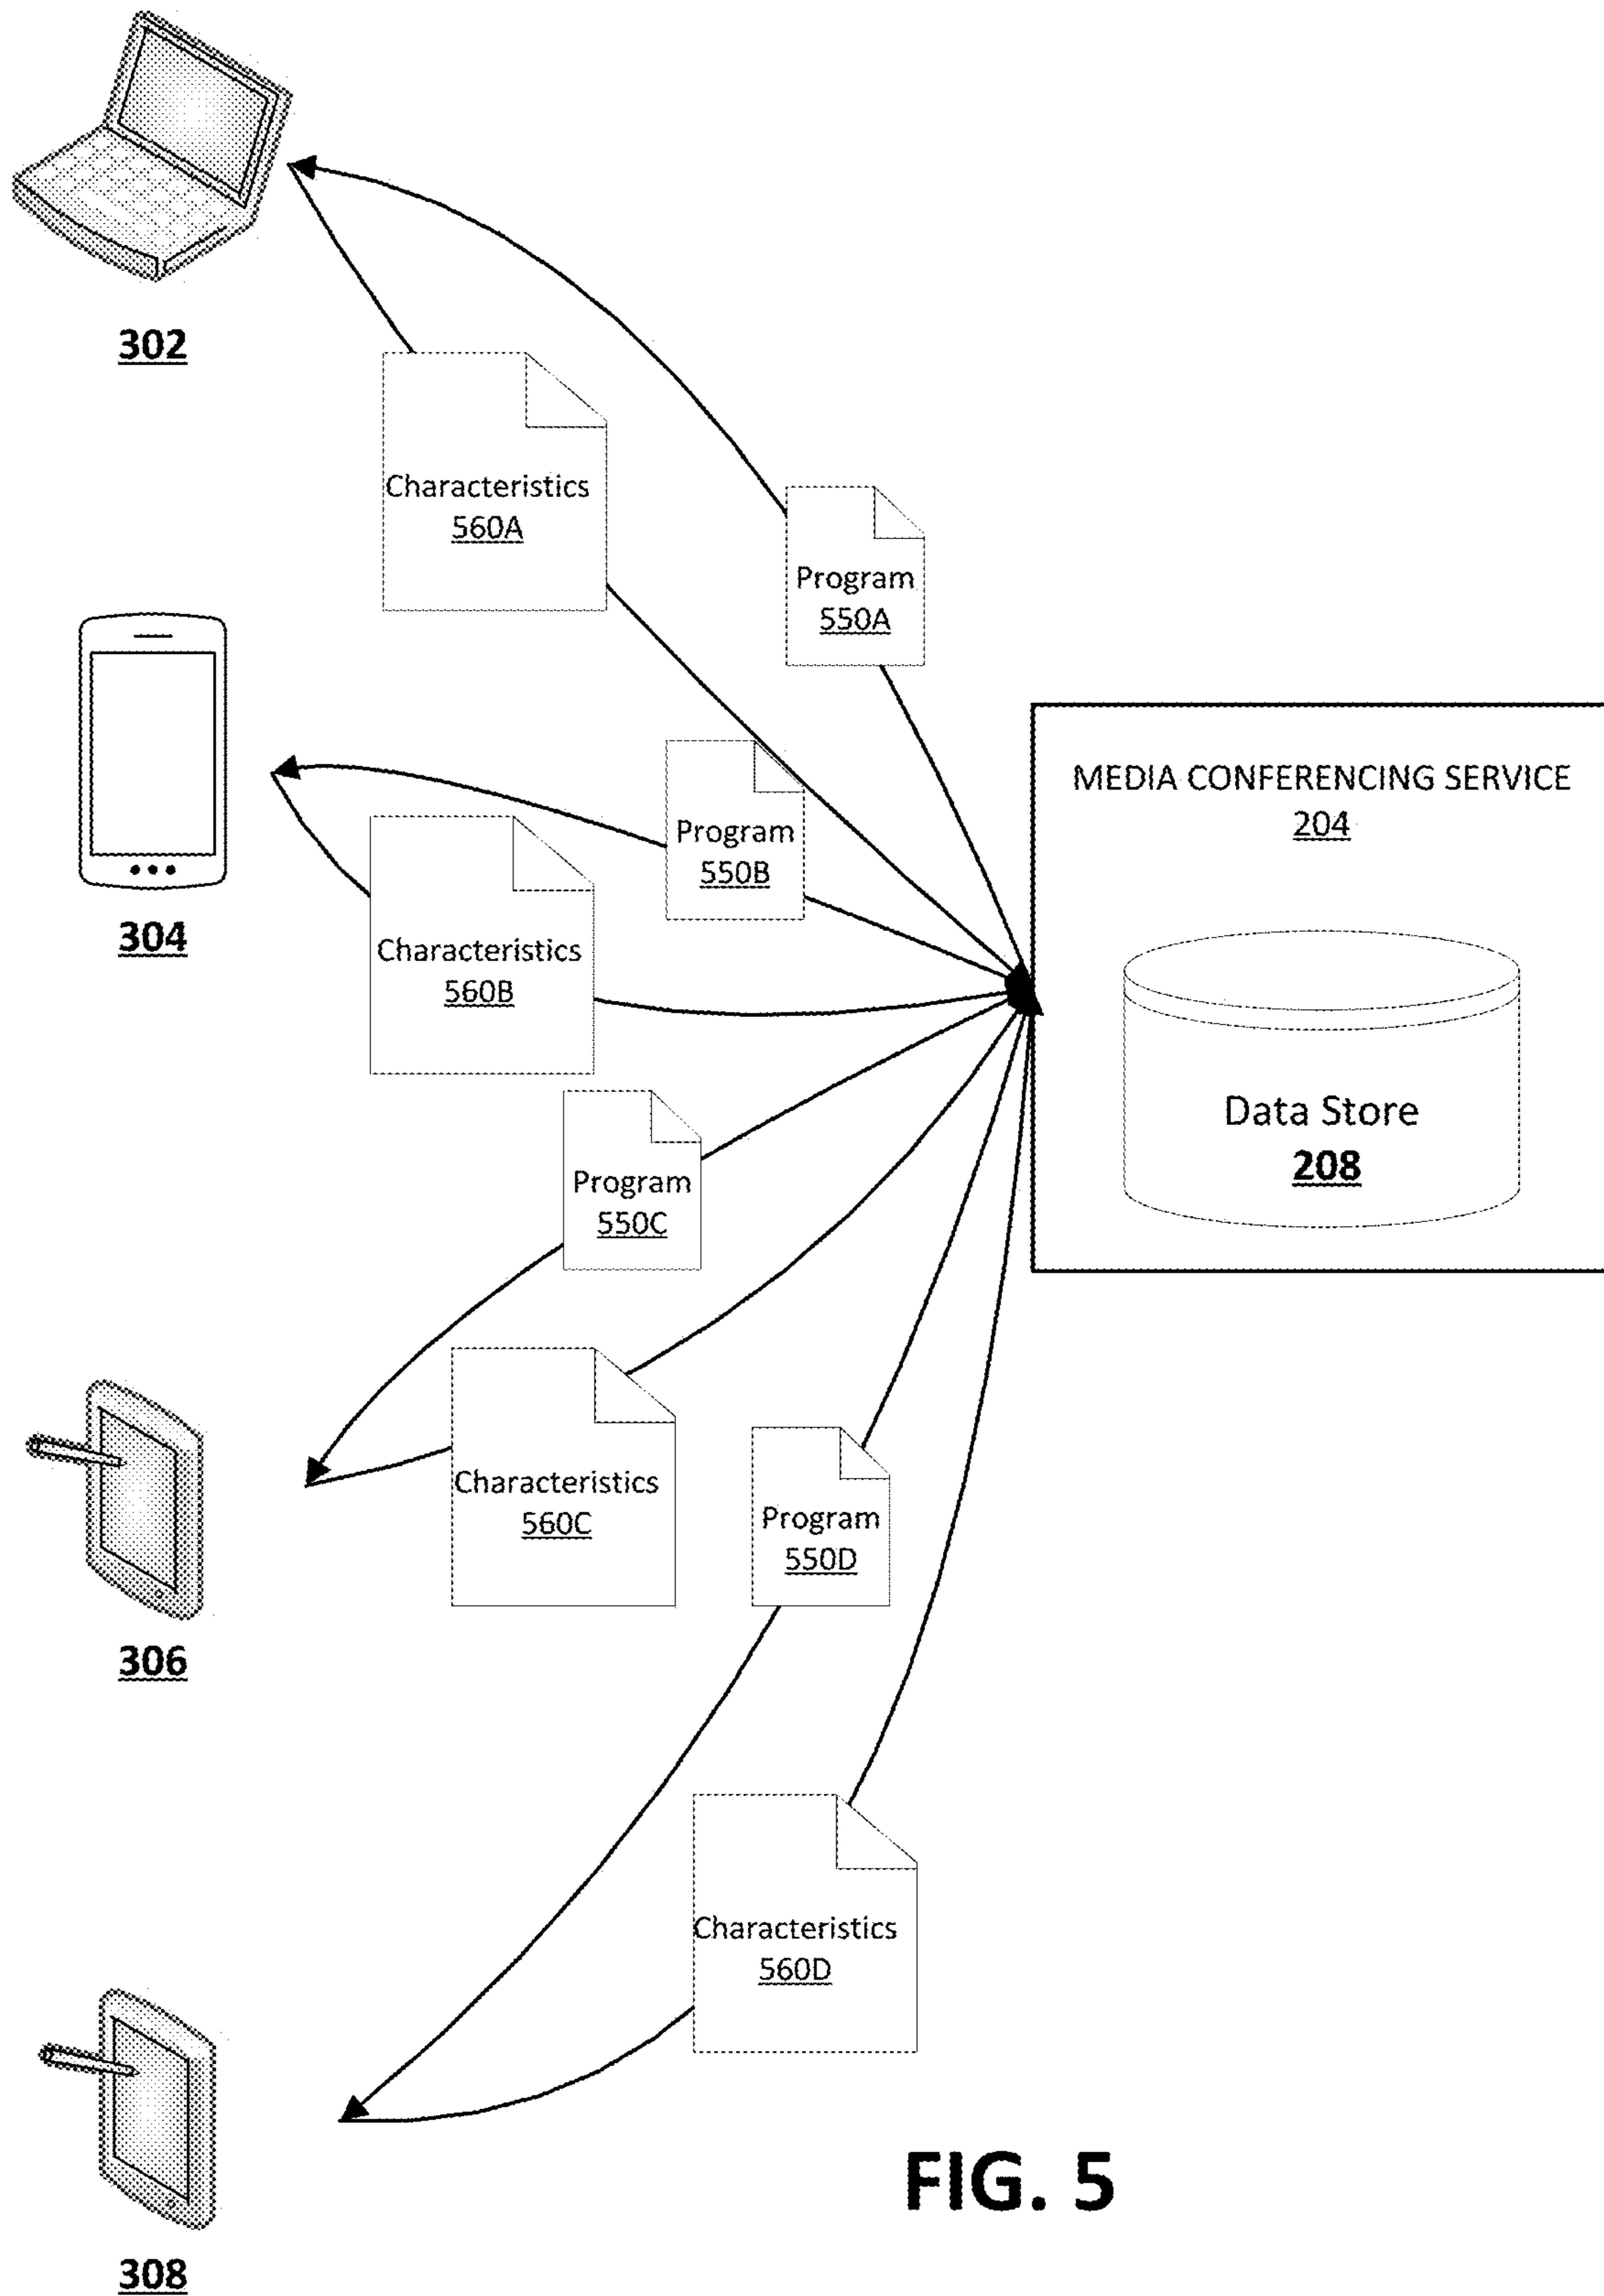 302
Characteristics
560A
Program
550A
304
Program
550B
Characteristics
560B
MEDIA CONFERENCING SERVICE
204
Data Store
208
Program
550C
Characteristics
560C
306
Program
550D
Characteristics
560D
308
FIG. 5